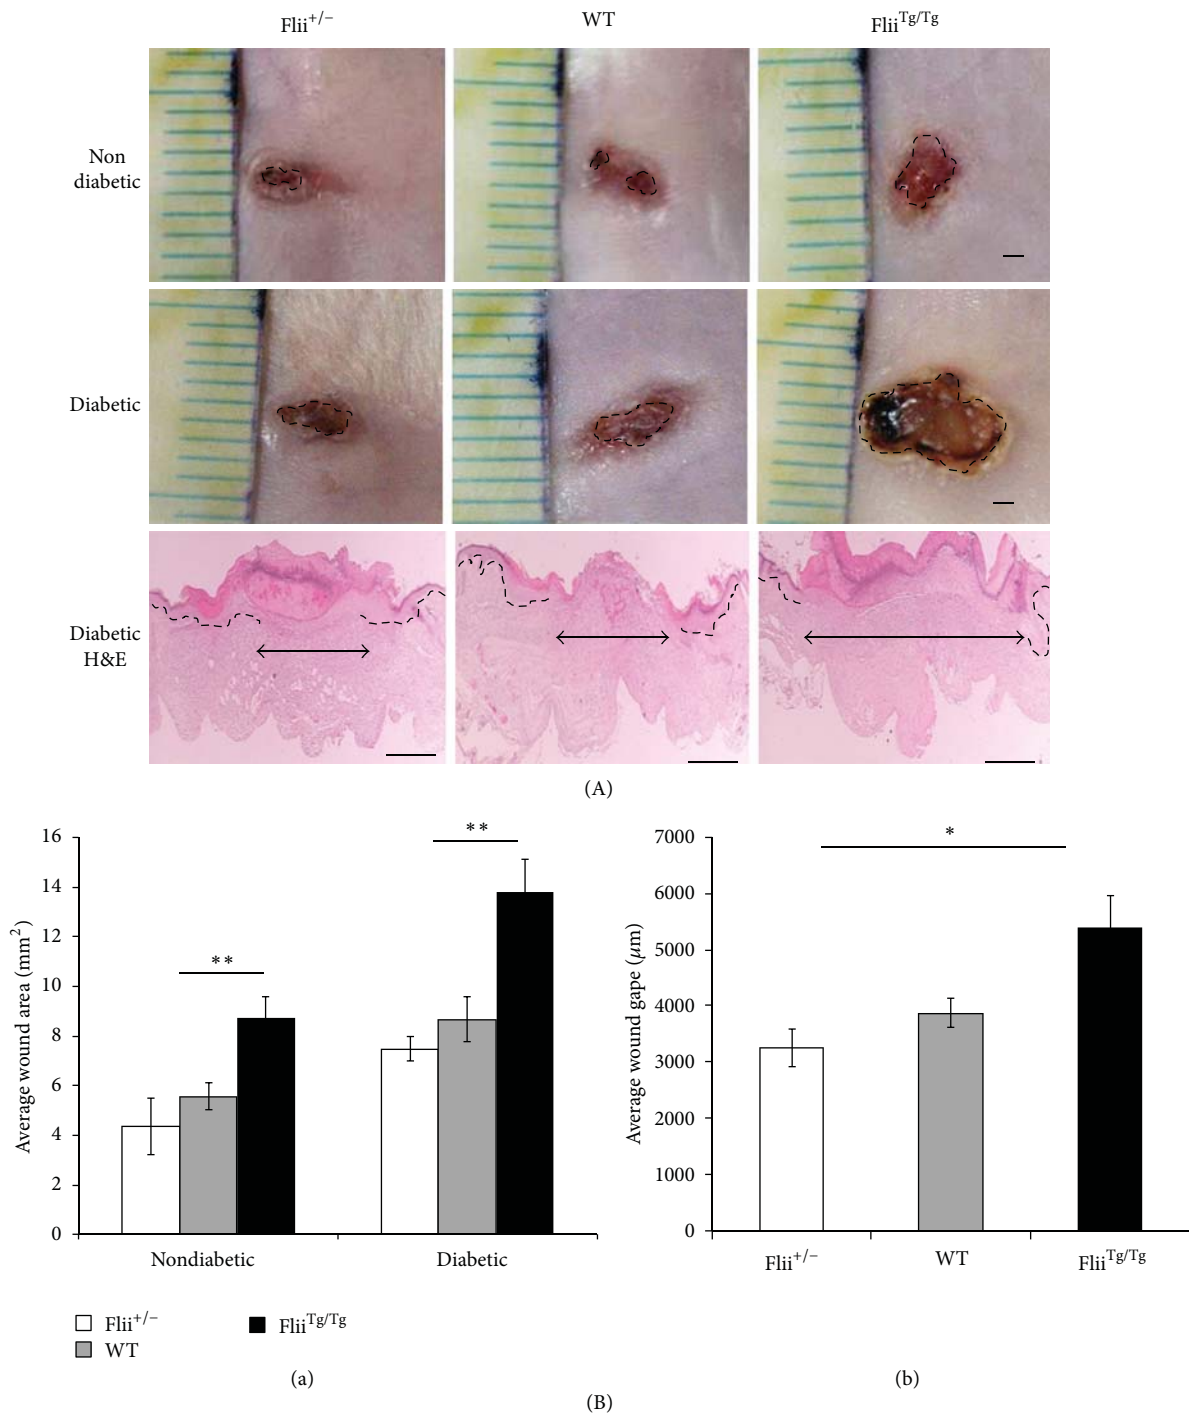 Flii+/−
WT
FliiTg/Tg
Non
diabetic
Diabetic
Diabetic
H&E
(A)
16
14
12
10
8
6
4
2
0
Average wound area (mm2)
**
**
Nondiabetic
Diabetic
Flii+/−
WT
FliiTg/Tg
(a)
7000
6000
5000
4000
3000
2000
1000
0
Average wound gape (μm)
*
Flii+/−
WT
FliiTg/Tg
(b)
(B)